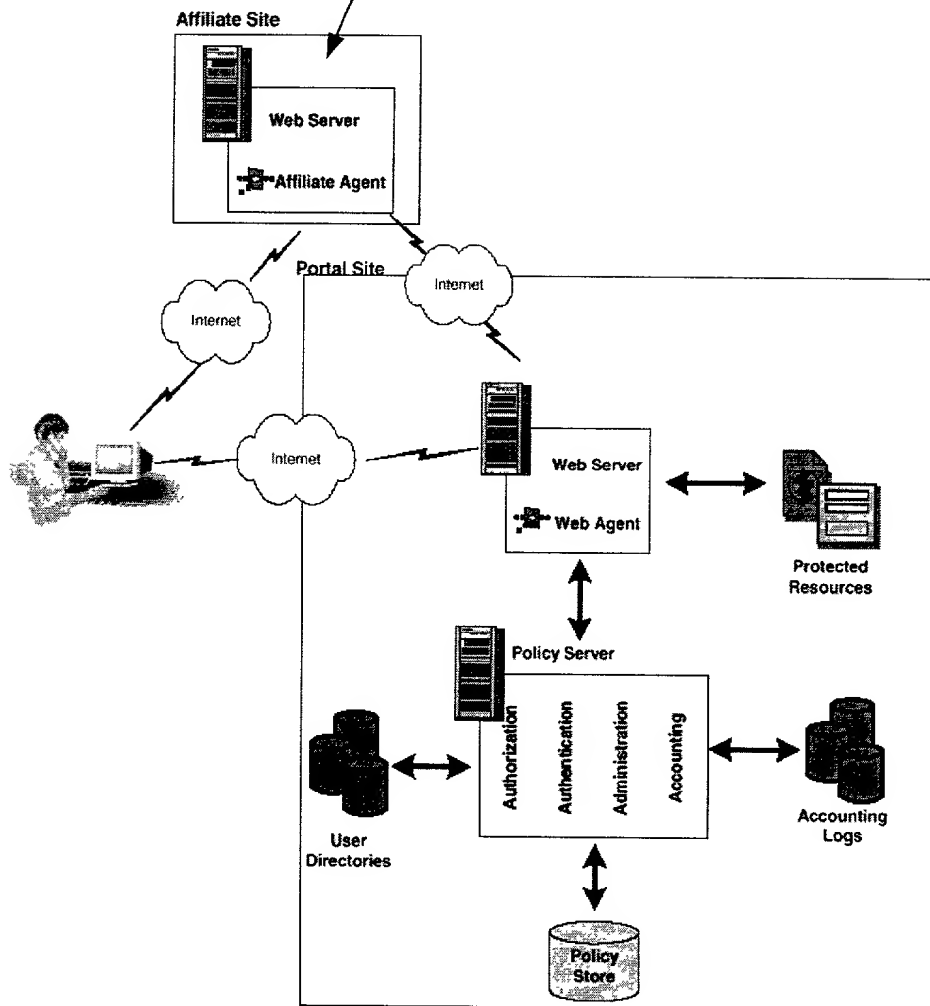 Affiliate Site
Web Server
Affiliate Agent
Portal Site
Internet
Internet
Internet
Web Server
Web Agent
Protected
Resources
Policy Server
Authorization
Authentication
Administration
Accounting
User
Directories
Accounting
Logs
Policy
Store